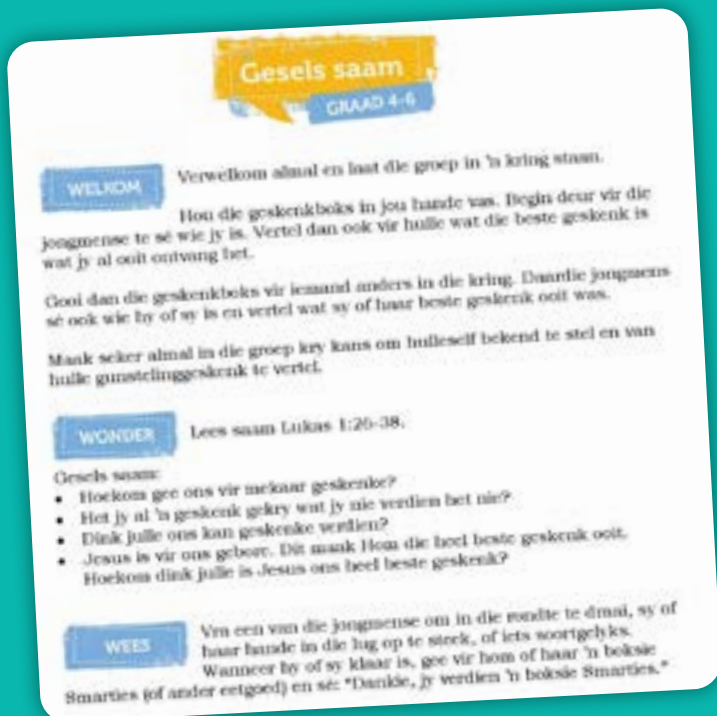 Gesels saam
GRAAD 4-6
WELKOM
Verwelkom almal en laat die groep in 'n kring staan.
Hou die geskenkboks in jou hande vas. Begin deur vir die
jongmense te sê wie jy is. Vertel dan ook vir hulle wat die beste geskenk is
wat jy al ooit ontvang het.
Gooi dan die geskenkboks vir iemand anders in die kring. Daardie jongmens
sê ook wie hy of sy is en vertel wat sy of haar beste geskenk ooit was.
Maak seker almal in die groep kry kans om hulleself bekend te stel en van
hulle gunstelinggeskenk te vertel.
WONDER
Lees saam Lukas 1:26-38.
Gesels saam:
• Hoekom gee ons vir mekaar geskenke?
• Het jy al 'n geskenk gekry wat jy nie verdien het nie?
• Dink julle ons kan geskenke verdien?
• Jesus is vir ons gebore. Dit maak Hom die heel beste geskenk ooit.
Hoekom dink julle is Jesus ons heel beste geskenk?
WEES
Vra een van die jongmense om in die rondte te draai, sy of
haar hande in die lug op te steek, of iets soortgelyks.
Wanneer hy of sy klaar is, gee vir hom of haar 'n boksie
Smarties (of ander eetgoed) en sê: "Dankie, jy verdien 'n boksie Smarties."